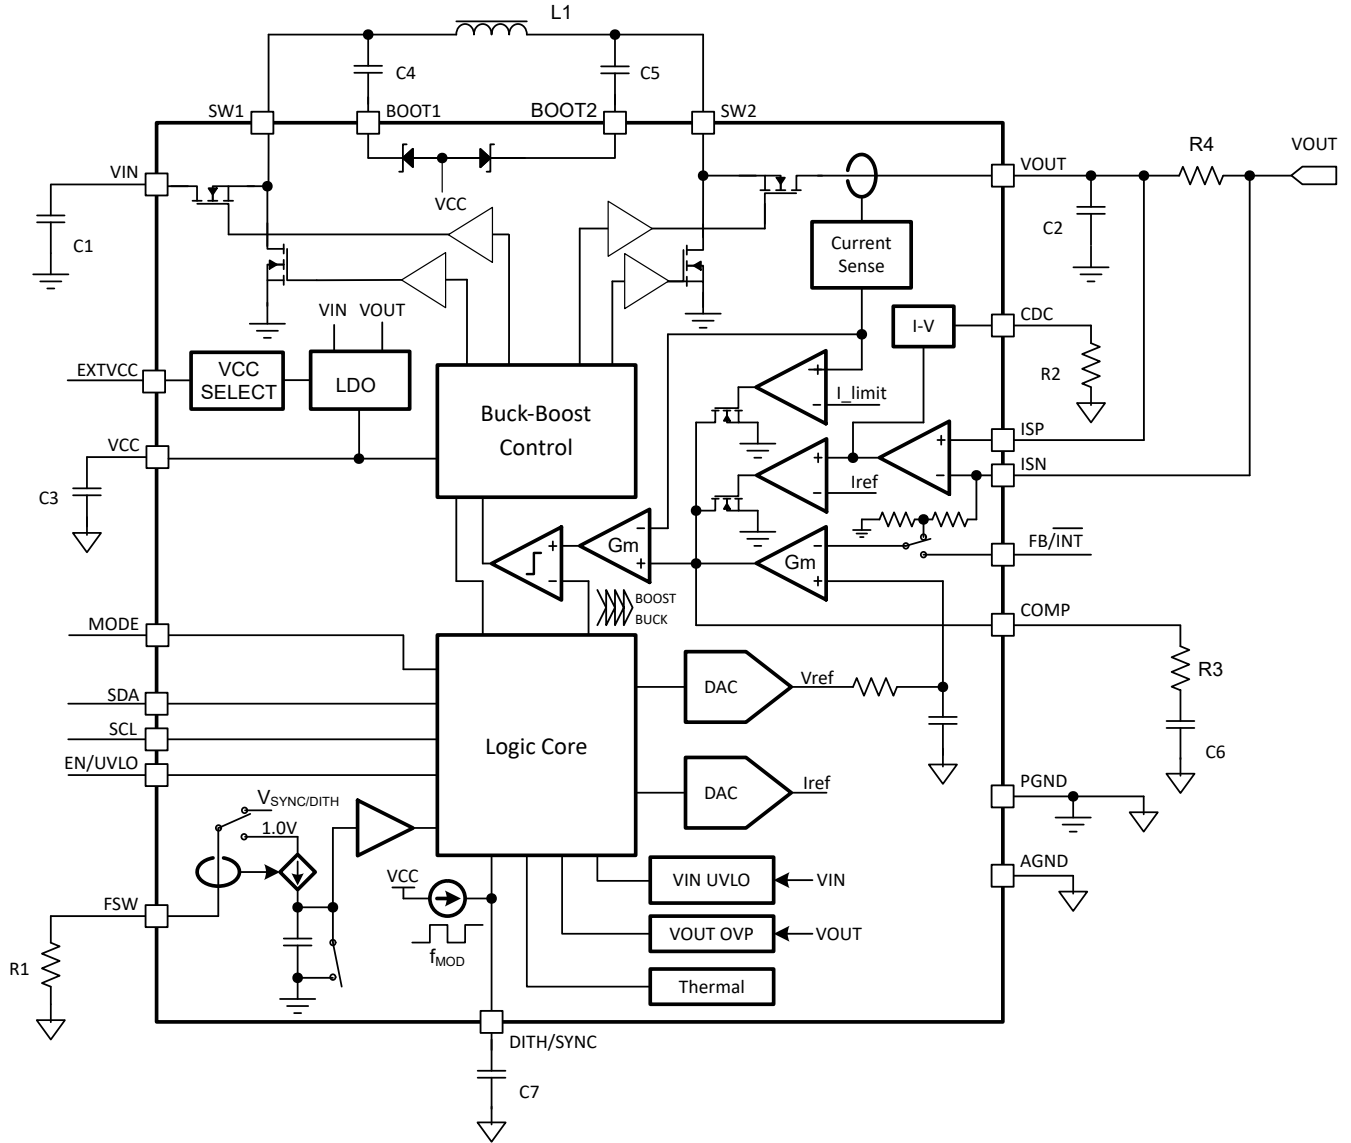 L1
C4
C5
SW1
BOOT1
BOOT2
SW2
VIN
VOUT
R4
VOUT
VCC
C1
C2
Current
Sense
VIN
VOUT
I-V
CDC
EXTVCC
VCC
SELECT
LDO
R2
+
I_limit
−
Buck-Boost
Control
ISP
+
VCC
+
ISN
−
Iref
−
C3
−
Gm
+
+
−
FB/INT
−
Gm
+
BOOST
BUCK
MODE
COMP
R3
SDA
DAC
Vref
SCL
Logic Core
C6
EN/UVLO
PGND
DAC
Iref
VSYNC/DITH
1.0V
AGND
VCC
VIN UVLO
VIN
FSW
VOUT OVP
VOUT
fMOD
R1
Thermal
DITH/SYNC
C7